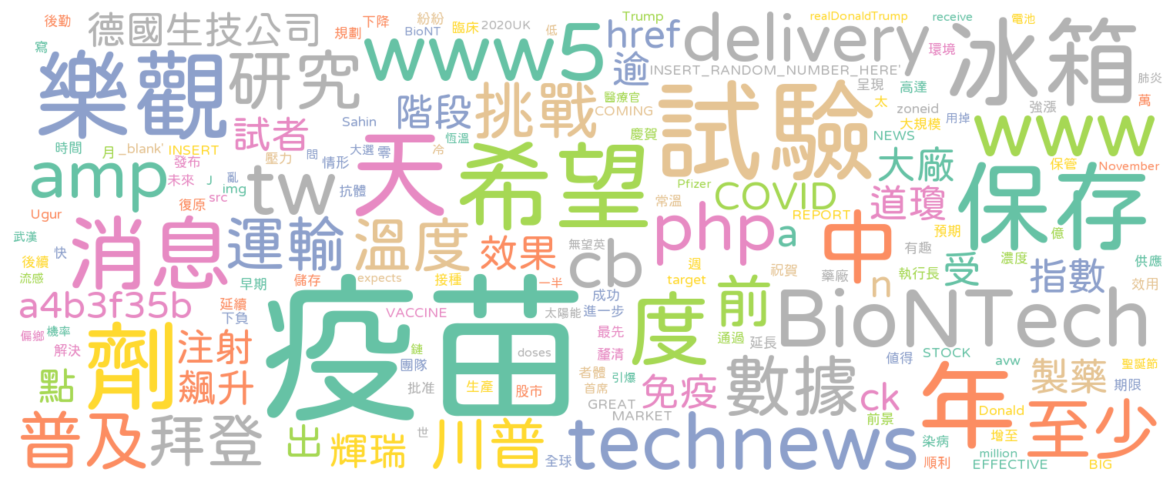 後勤
德國生技公司
規劃
下降
紛紛
BioNT
臨床
2020UK
低
www5
href
Trump
delivery
realDonaldTrump
receive
電池
冰箱
寫
樂觀
研究
逾
INSERT_RANDOM_NUMBER_HERE'
環境
肺炎
階段
挑戰
醫療官
COMING
試驗
呈現
高達
太
zoneid
強漲
萬
大規模
用掉
試者
Sahin
恆溫
慶賀
NEWS
www
時間
月
_blank'
INSERT
壓力
間
大選
零
冷
amp
發布
未來
J
亂
img
情形
抗體
tw
天
希望
Pfizer
大廠
保管
November
保存
src
復原
常溫
COVID
道瓊
Ugur
REPORT
預期
億
武漢
快
消息
運輸
溫度
效果
無望英
cb
php
a
中
有趣
濃度
供應
後續
流感
早期
儲存
expects
接種
一半
target
週
祝賀
藥廠
n
執行長
受
指數
效用
a4b3f35b
延續
下負
疫苗
VACCINE
成功
進一步
太陽能
度
前
BioNTech
偏鄉
機率
解決
劑
注射
飆升
最先
釐清
通過
延長
點
團隊
鏈
doses
者體
引爆
免疫
數據
值得
STOCK
avw
聖誕節
批准
生產
股市
首席
ck
年
製藥
期限
普及
拜登
出
輝瑞
世
川普
GREAT
MARKET
前景
Donald
至少
全球
technews
染病
增至
順利
million
EFFECTIVE
BIG